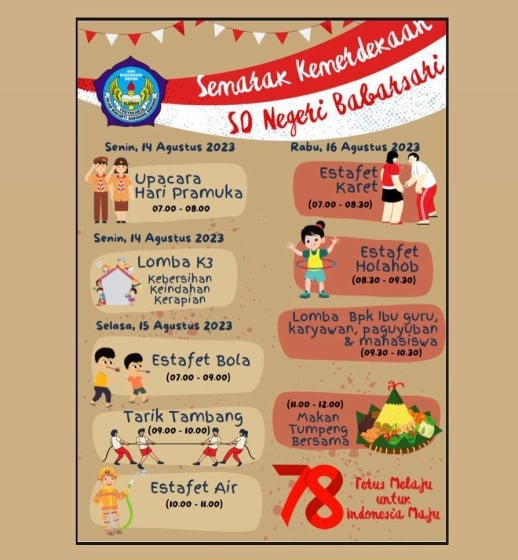 Semarak Kemerdekaan
SD Negeri Babarsari
Senin, 14 Agustus 2023
Upacara
Hari Pramuka
07.00 - 08.00
Senin, 14 Agustus 2023
Lomba K3
Kebersihan
Keindahan
Kerapian
Selasa, 15 Agustus 2023
Estafet Bola
(07.00 - 09.00)
Tarik Tambang
(09.00 - 10.00)
Estafet Air
(10.00 - 11.00)
Rabu, 16 Agustus 2023
Estafet
Karet
(07.00 - 08.30)
Estafet
Holahob
(08.30 - 09.30)
Lomba Bpk Ibu guru,
karyawan, paguyuban
& mahasiswa
(09.30 - 10.30)
(11.00 - 12.00)
Makan
Tumpeng
Bersama
78
Tetus Melaju
untuk
indonesia Maju